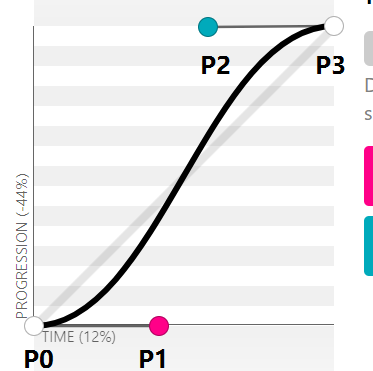 P2
P3
PROGRESSION (-44%)
TIME (12%)
P0
P1